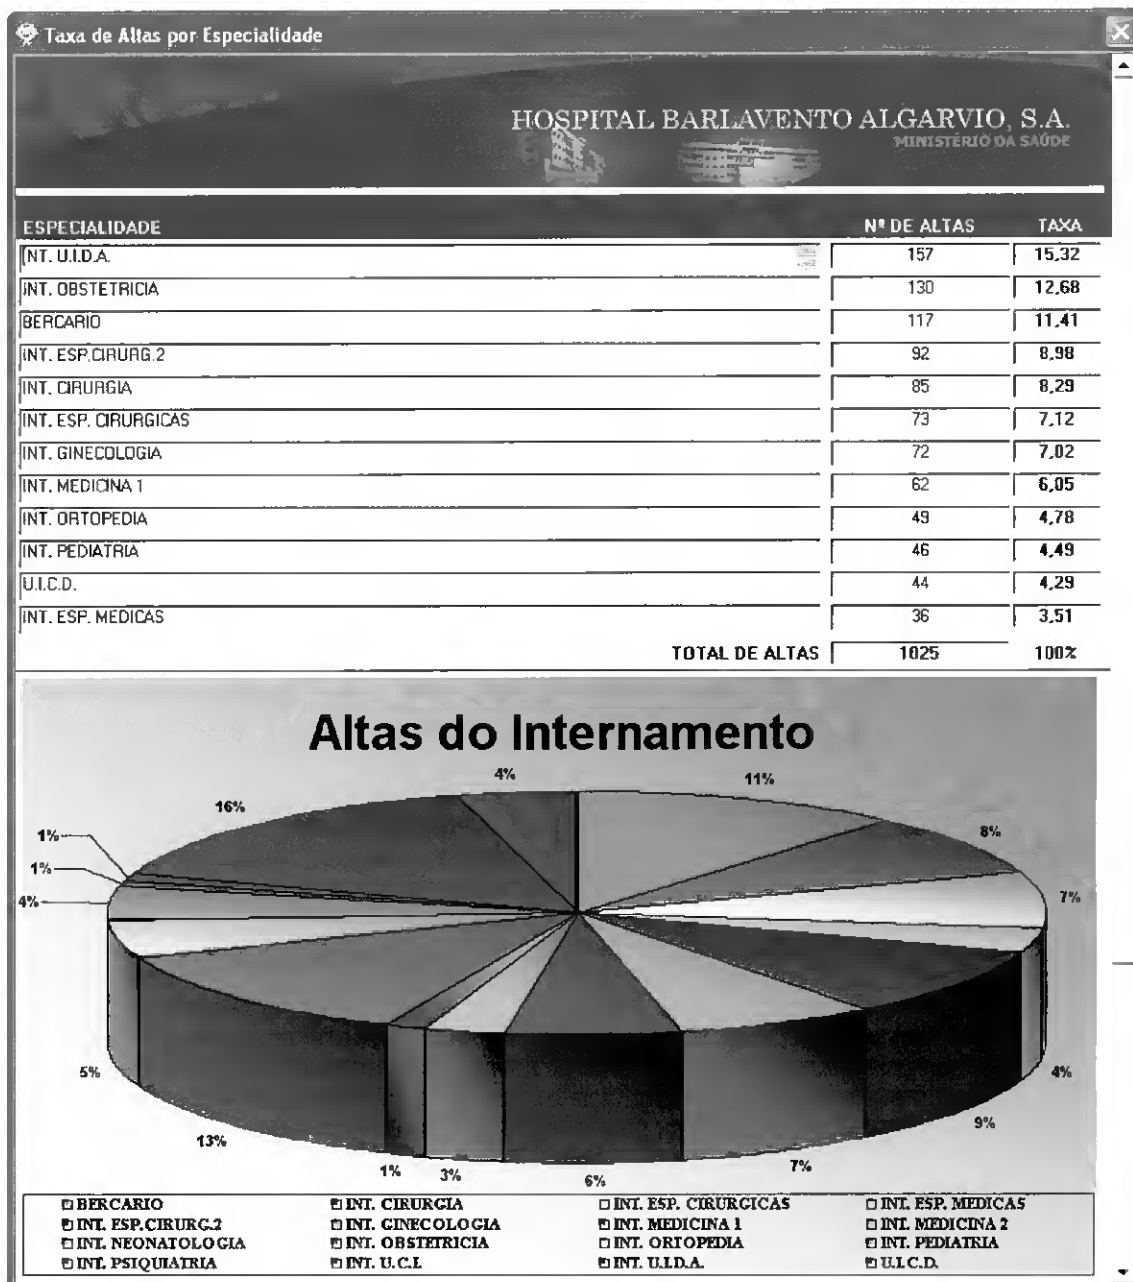 Taxa de Altas por Especialidade
HOSPITAL BARLAVENTO ALGARVIO, S.A.
MINISTÉRIO DA SAÚDE
ESPECIALIDADE Nº DE ALTAS TAXA
INT. U.I.D.A. 157 15,32
INT. OBSTETRICIA 130 12,68
BERCARIO 117 11,41
INT. ESP.CIRURG.2 92 8,98
INT. CIRURGIA 85 8,29
INT. ESP. CIRURGICAS 73 7,12
INT. GINECOLOGIA 72 7,02
INT. MEDICINA 1 62 6,05
INT. ORTOPEDIA 49 4,78
INT. PEDIATRIA 46 4,49
U.I.C.D. 44 4,29
INT. ESP. MEDICAS 36 3,51
TOTAL DE ALTAS 1025 100%
Altas do Internamento
4% 11%
16% 8%
1%
1%
4% 7%
5% 4%
13% 9%
1% 3% 6% 7%
BERCARIO INT. CIRURGIA INT. ESP. CIRURGICAS INT. ESP. MEDICAS
INT. ESP.CIRURG.2 INT. GINECOLOGIA INT. MEDICINA 1 INT. MEDICINA 2
INT. NEONATOLOGIA INT. OBSTETRICIA INT. ORTOPEDIA INT. PEDIATRIA
INT. PSIQUIATRIA INT. U.C.I. INT. U.I.D.A. U.I.C.D.